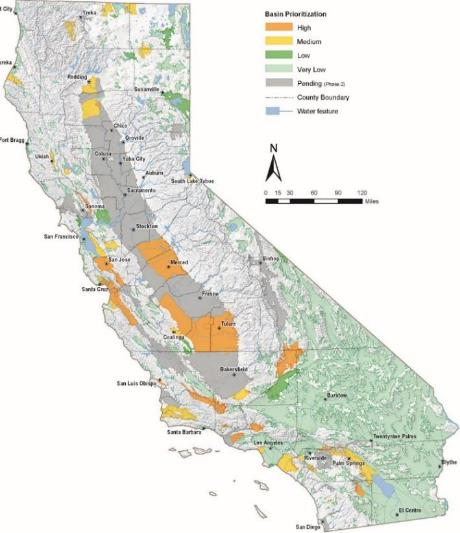 Basin Prioritization
High
Medium
Low
Very Low
Pending (Phase 2)
County Boundary
Water feature
N
0 15 30 60 90 120
Miles
t City
Yreka
Redding
Susanville
ureka
Chico
Oroville
Fort Bragg
Colusa
Yuba City
Ukiah
Auburn
South Lake Tahoe
Sacramento
Sonoma
Stockton
San Francisco
San Jose
Merced
Bishop
Santa Cruz
Fresno
Tulare
Coalinga
Bakersfield
San Luis Obispo
Barstow
Santa Barbara
Los Angeles
Twentynine Palms
Riverside
Palm Springs
Blythe
El Centro
San Diego